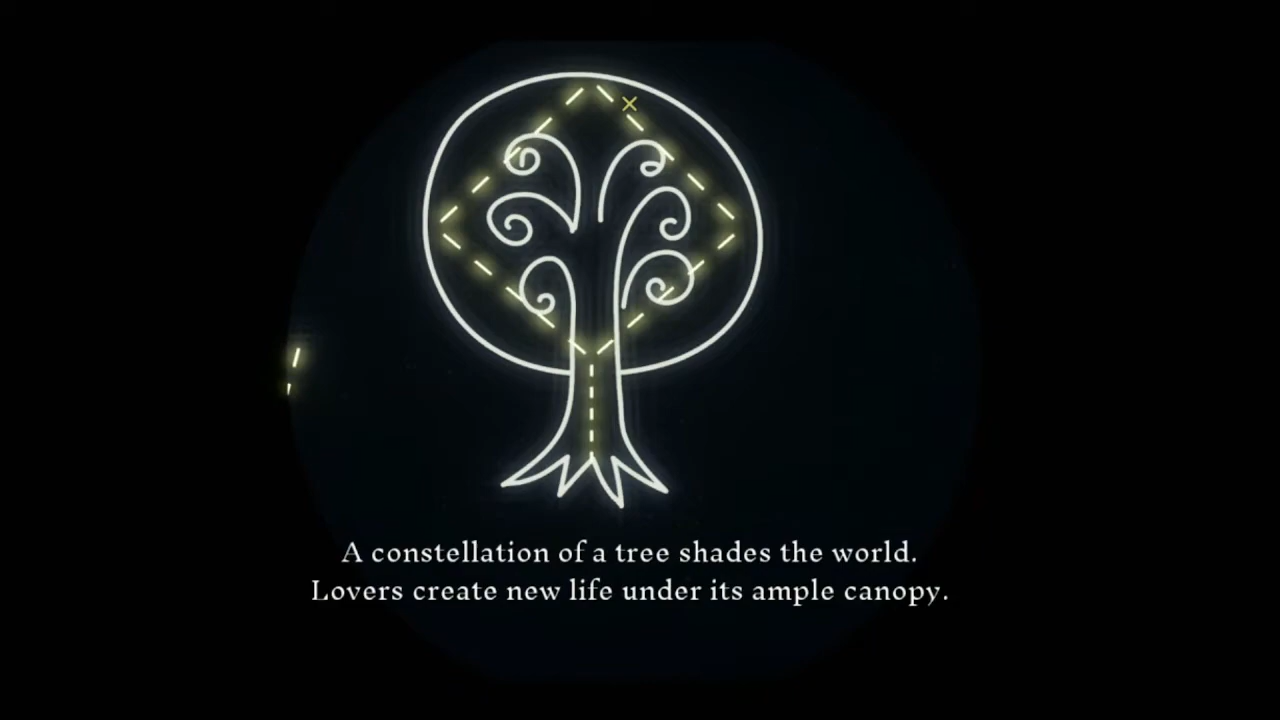 A constellation of a tree shades the world.
Lovers create new life under its ample canopy.